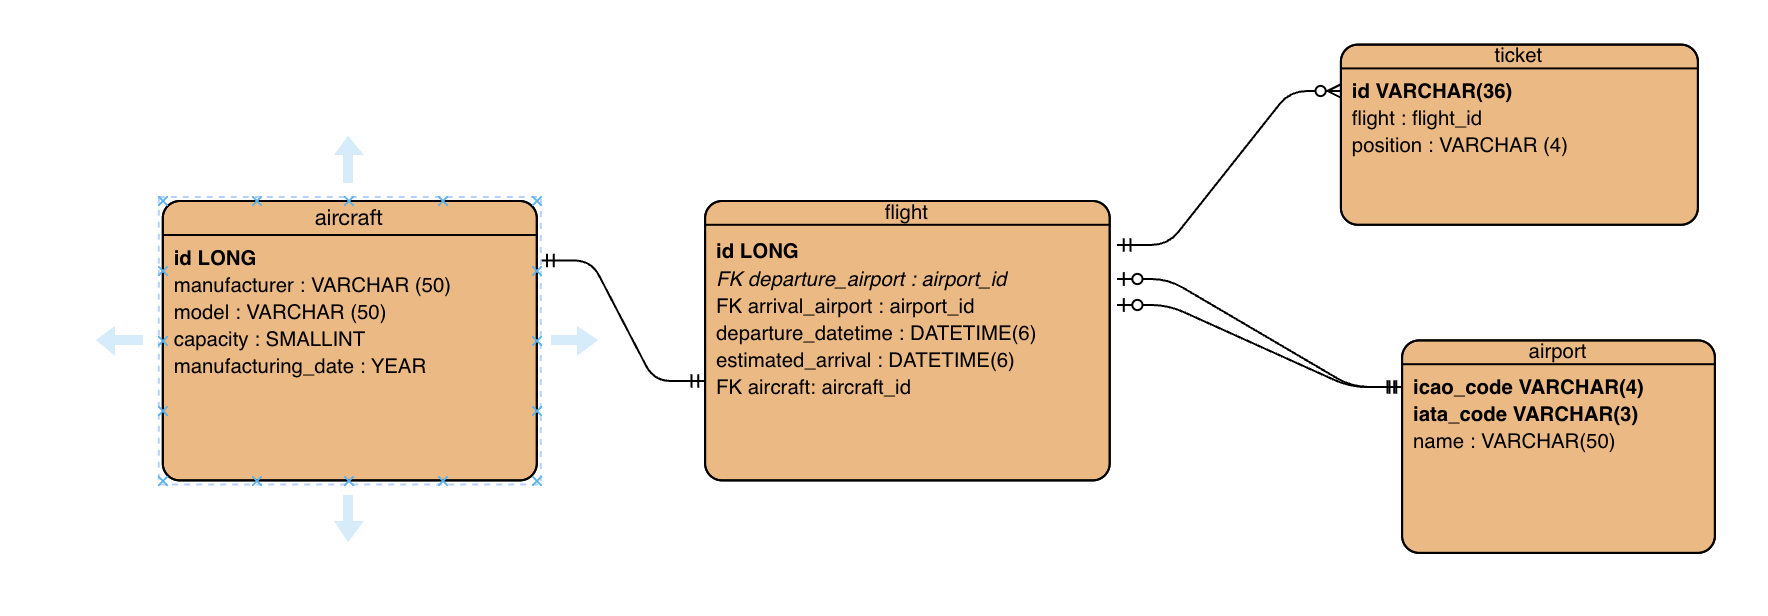 aircraft
id LONG
manufacturer : VARCHAR (50)
model : VARCHAR (50)
capacity : SMALLINT
manufacturing_date : YEAR
flight
id LONG
FK departure_airport : airport_id
FK arrival_airport : airport_id
departure_datetime : DATETIME(6)
estimated_arrival : DATETIME(6)
FK aircraft: aircraft_id
ticket
id VARCHAR(36)
flight : flight_id
position : VARCHAR (4)
airport
icao_code VARCHAR(4)
iata_code VARCHAR(3)
name : VARCHAR(50)